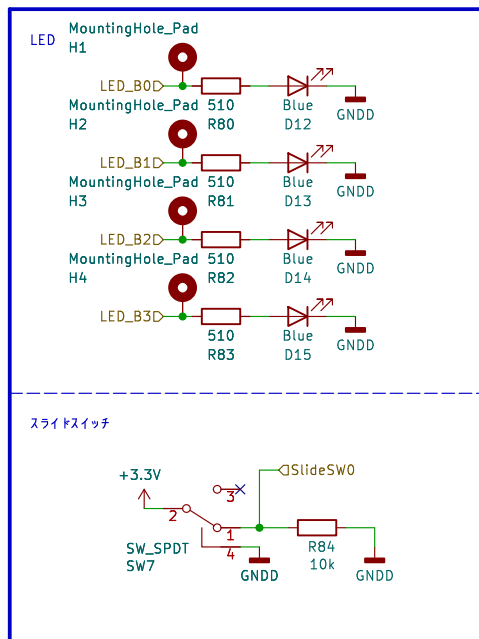 LED
MountingHole_Pad
H1
LED_B0
510
R80
Blue
D12
GNDD
MountingHole_Pad
H2
LED_B1
510
R81
Blue
D13
GNDD
MountingHole_Pad
H3
LED_B2
510
R82
Blue
D14
GNDD
MountingHole_Pad
H4
LED_B3
510
R83
Blue
D15
GNDD
スライドスイッチ
+3.3V
SlideSW0
3
2
1
4
SW_SPDT
SW7
GNDD
R84
10k
GNDD